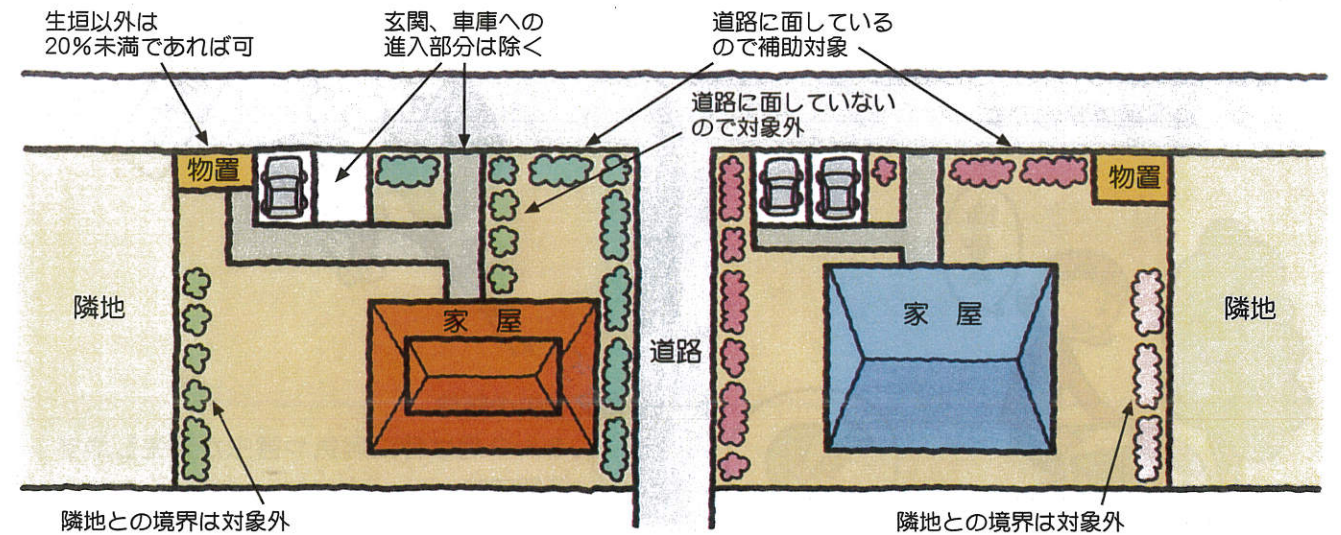 生垣以外は
20%未満であれば可
玄関、車庫への
進入部分は除く
道路に面している
ので補助対象
道路に面していない
ので対象外
物置
物置
隣地
家屋
道路
家屋
隣地
隣地との境界は対象外
隣地との境界は対象外